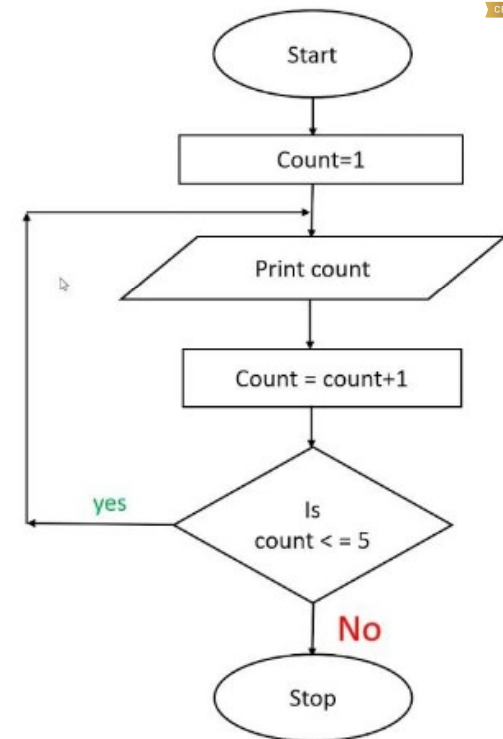 Start
Count=1
Print count
Count = count+1
yes
Is
count < = 5
No
Stop